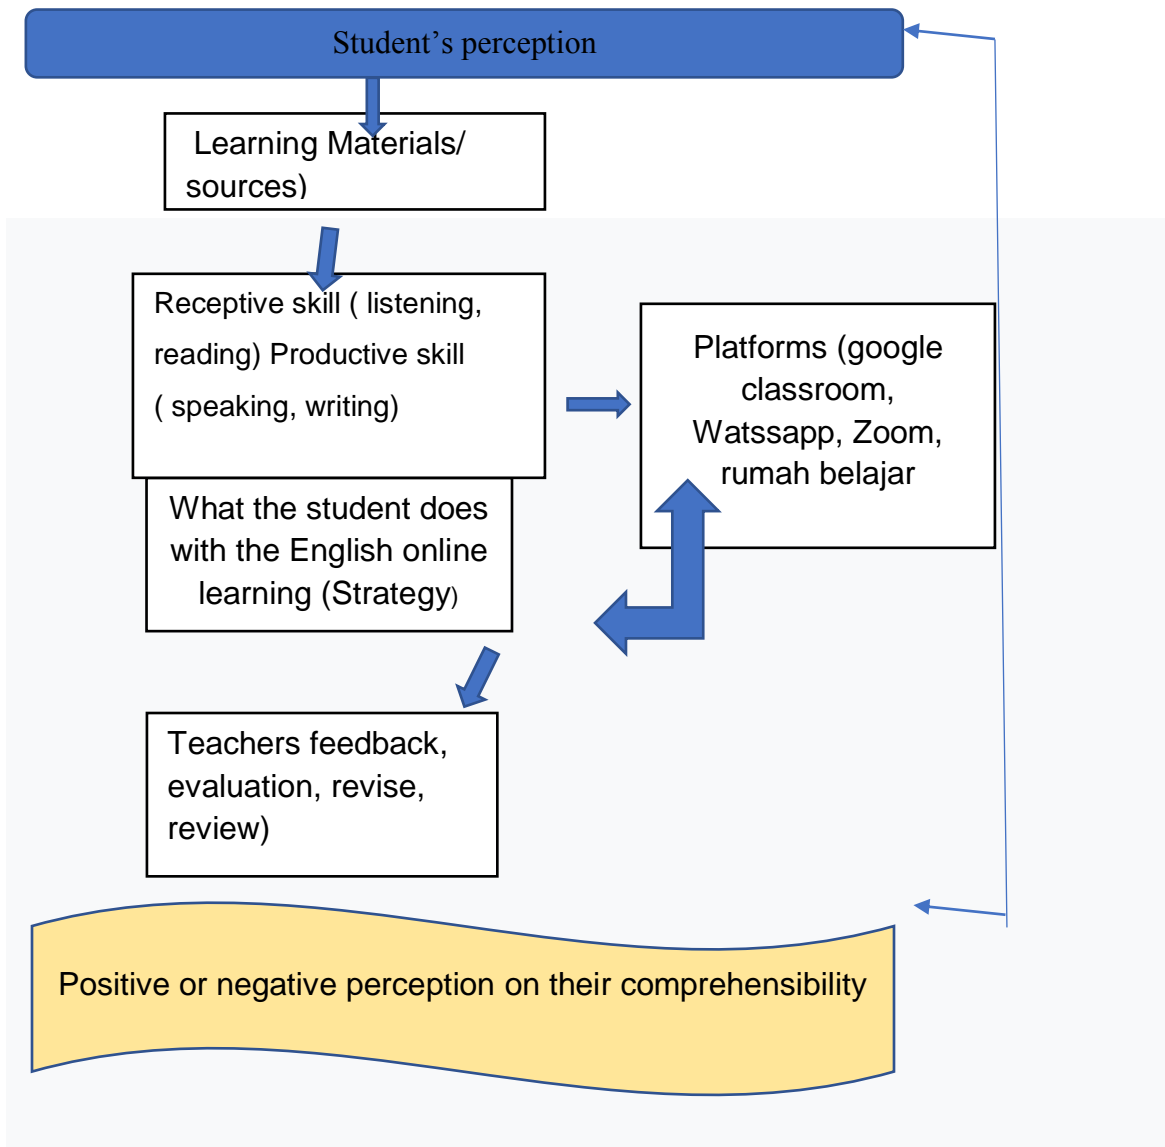 Student’s perception
Learning Materials/
sources)
Receptive skill ( listening,
reading) Productive skill
( speaking, writing)
Platforms (google
classroom,
Watssapp, Zoom,
rumah belajar
What the student does
with the English online
learning (Strategy)
Teachers feedback,
evaluation, revise,
review)
Positive or negative perception on their comprehensibility